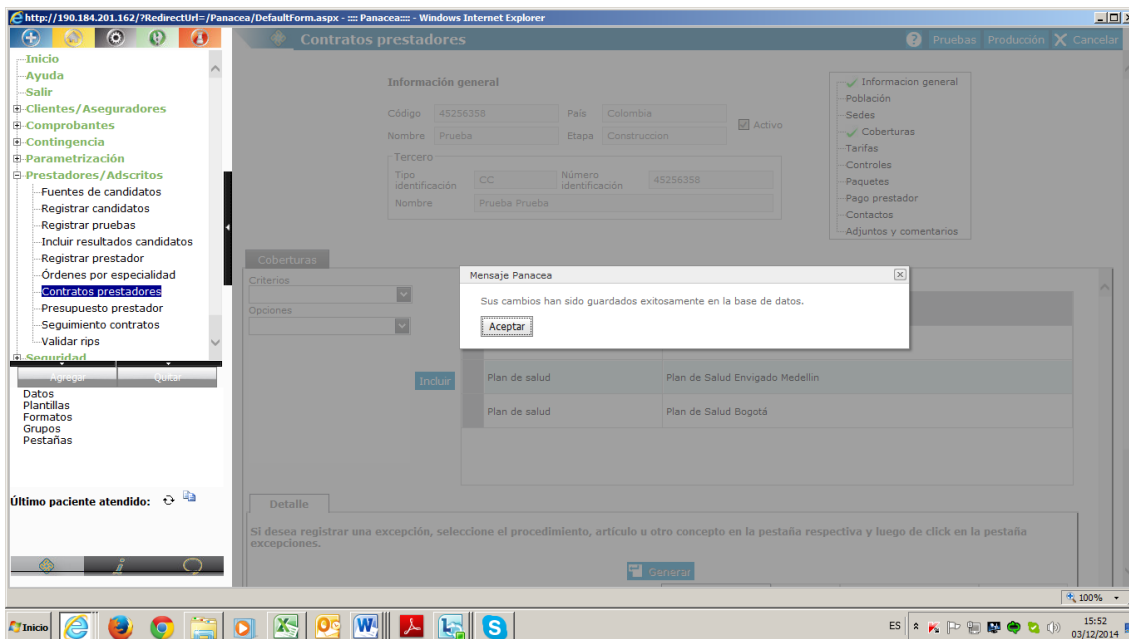 http://190.184.201.162/?RedirectUrl=/Panacea/DefaultForm.aspx - :::: Panacea:::: - Windows Internet Explorer
Inicio
Ayuda
Salir
Clientes/Aseguradores
Comprobantes
Contingencia
Parametrización
Prestadores/Adscritos
Fuentes de candidatos
Registrar candidatos
Registrar pruebas
Incluir resultados candidatos
Registrar prestador
Órdenes por especialidad
Contratos prestadores
Presupuesto prestador
Seguimiento contratos
Validar rips
Seguridad
Agregar Quitar
Datos
Plantillas
Formatos
Grupos
Pestañas
Último paciente atendido:
Contratos prestadores
? Pruebas Producción Cancelar
Información general
Código 45256358 País Colombia
Activo
Nombre Prueba Etapa Construccion
Tercero
Tipo identificación CC Número identificación 45256358
Nombre Prueba Prueba
Informacion general
Población
Sedes
Coberturas
Tarifas
Controles
Paquetes
Pago prestador
Contactos
Adjuntos y comentarios
Coberturas
Criterios
Opciones
Incluir
Mensaje Panacea
Sus cambios han sido guardados exitosamente en la base de datos.
Aceptar
Plan de salud Plan de Salud Envigado Medellin
Plan de salud Plan de Salud Bogotá
Detalle
Si desea registrar una excepción, seleccione el procedimiento, artículo u otro concepto en la pestaña respectiva y luego de click en la pestaña
excepciones.
Generar
100%
Inicio
ES
15:52
03/12/2014